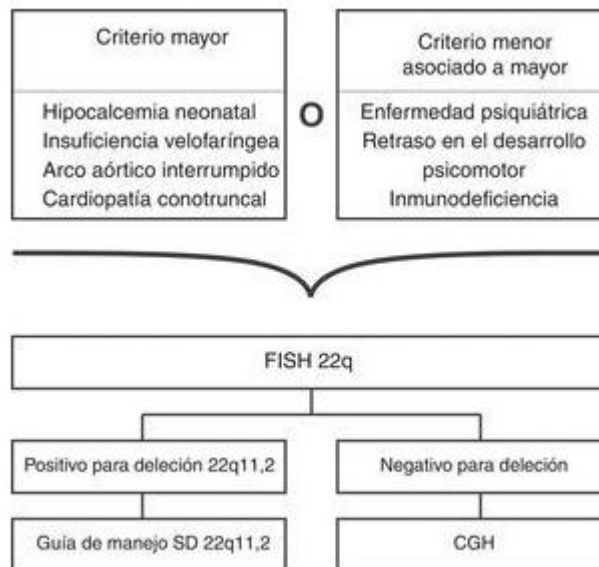 Criterio mayor
Hipocalcemia neonatal
Insuficiencia velofaríngea
Arco aórtico interrumpido
Cardiopatía conotruncal
O
Criterio menor
asociado a mayor
Enfermedad psiquiátrica
Retraso en el desarrollo
psicomotor
Inmunodeficiencia
FISH 22q
Positivo para deleción 22q11,2
Negativo para deleción
Guía de manejo SD 22q11,2
CGH